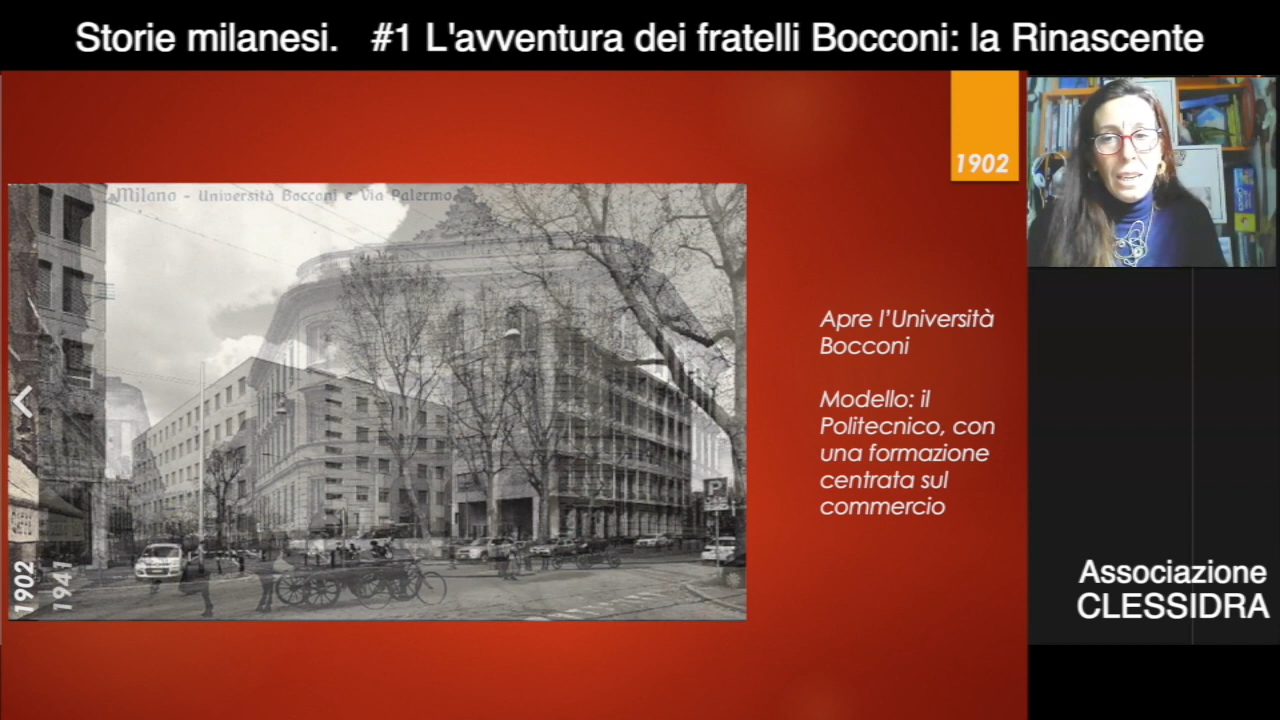 Storie milanesi. #1 L'avventura dei fratelli Bocconi: la Rinascente
1902
Milano - Università Bocconi e Via Palermo
Apre l'Università
Bocconi
Modello: il
Politecnico, con
una formazione
centrata sul
commercio
P
1902
1941
Associazione
CLESSIDRA